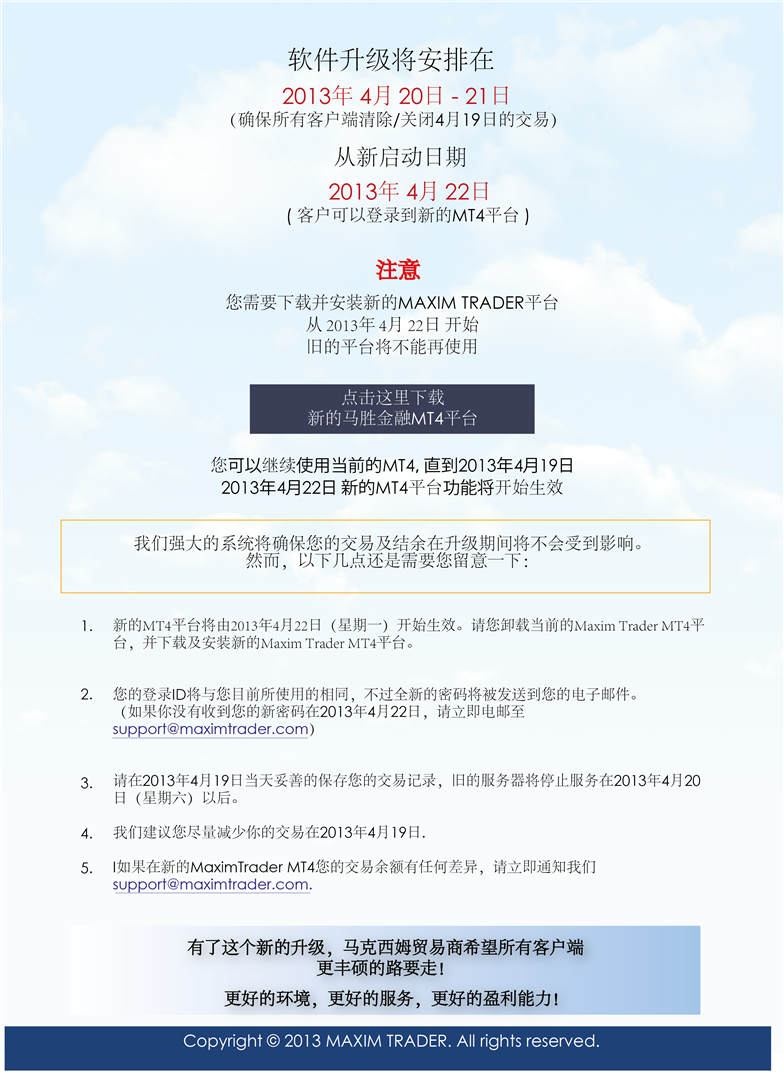 软件升级将安排在
2013年 4月 20日 - 21日
（确保所有客户端清除/关闭4月19日的交易）
从新启动日期
2013年 4月 22日
( 客户可以登录到新的MT4平台 )
注意
您需要下载并安装新的MAXIM TRADER平台
从 2013年 4月 22日 开始
旧的平台将不能再使用
点击这里下载
新的马胜金融MT4平台
您可以继续使用当前的MT4, 直到2013年4月19日
2013年4月22日 新的MT4平台功能将开始生效
我们强大的系统将确保您的交易及结余在升级期间将不会受到影响。
然而，以下几点还是需要您留意一下：
1. 新的MT4平台将由2013年4月22日（星期一）开始生效。请您卸载当前的Maxim Trader MT4平
台，并下载及安装新的Maxim Trader MT4平台。
2. 您的登录ID将与您目前所使用的相同，不过全新的密码将被发送到您的电子邮件。
（如果你没有收到您的新密码在2013年4月22日，请立即电邮至
support@maximtrader.com）
3. 请在2013年4月19日当天妥善的保存您的交易记录，旧的服务器将停止服务在2013年4月20
日（星期六）以后。
4. 我们建议您尽量减少你的交易在2013年4月19日.
5. I如果在新的MaximTrader MT4您的交易余额有任何差异，请立即通知我们
support@maximtrader.com.
有了这个新的升级，马克西姆贸易商希望所有客户端
更丰硕的路要走！
更好的环境，更好的服务，更好的盈利能力！
Copyright © 2013 MAXIM TRADER. All rights reserved.